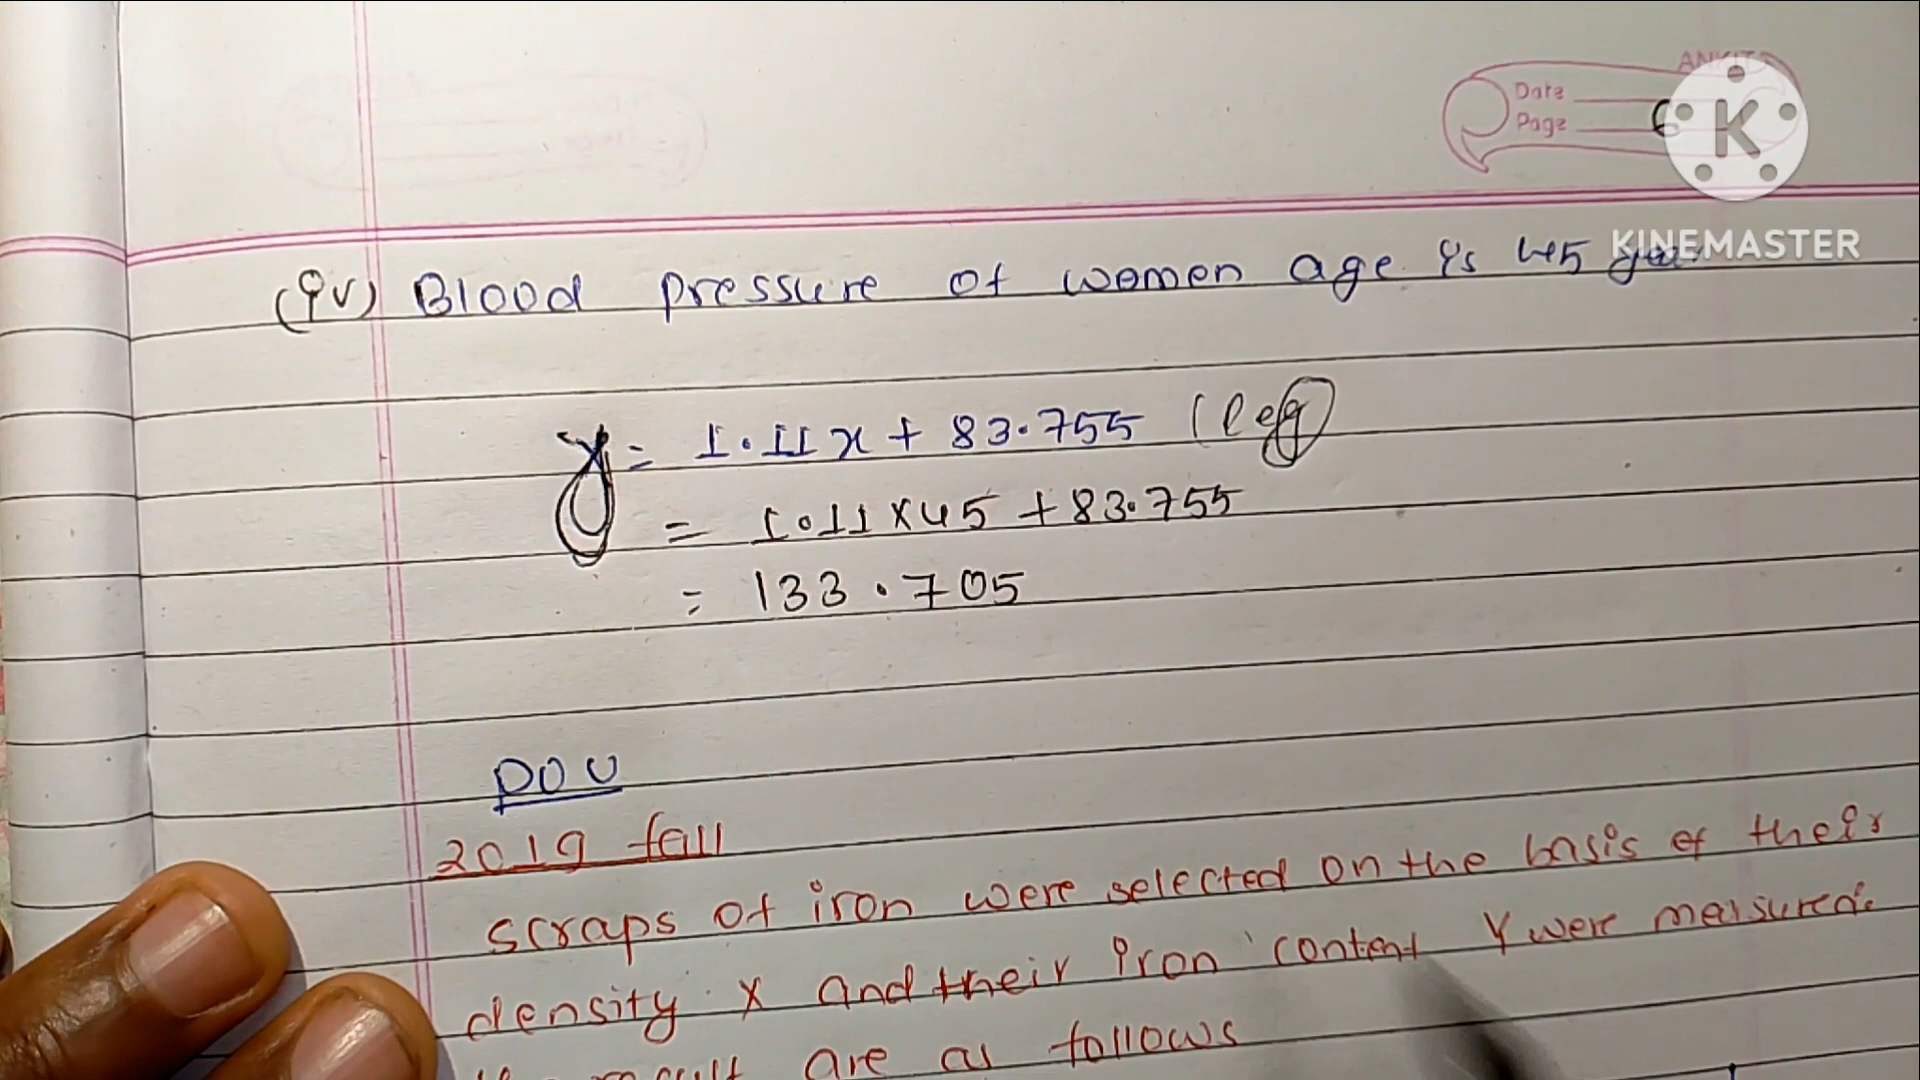 ANKIT
Date
Page
K
KINEMASTER
(iv) Blood pressure of women age is 45
y = 1.11x + 83.755 (
= 1.11 x 45 + 83.755
= 133.705
POU
2019 fall
scraps of iron were selected on the basis of their
density X and their iron content Y were measured.
result are as follows